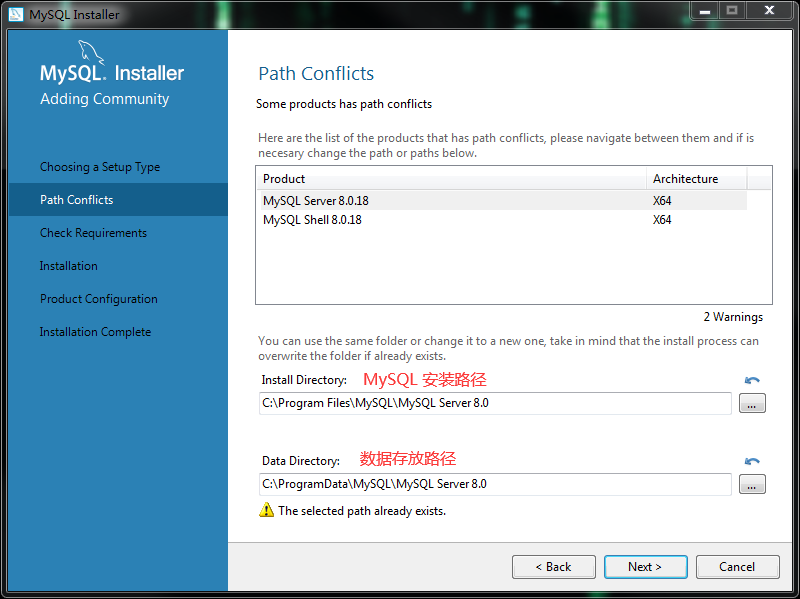 MySQL Installer
MySQL. Installer
Adding Community
Choosing a Setup Type
Path Conflicts
Check Requirements
Installation
Product Configuration
Installation Complete
Path Conflicts
Some products has path conflicts
Here are the list of the products that has path conflicts, please navigate between them and if is
necesary change the path or paths below.
Product Architecture
MySQL Server 8.0.18 X64
MySQL Shell 8.0.18 X64
2 Warnings
You can use the same folder or change it to a new one, take in mind that the install process can
overwrite the folder if already exists.
Install Directory: MySQL 安装路径
C:\Program Files\MySQL\MySQL Server 8.0
...
Data Directory: 数据存放路径
C:\ProgramData\MySQL\MySQL Server 8.0
...
The selected path already exists.
< Back Next > Cancel